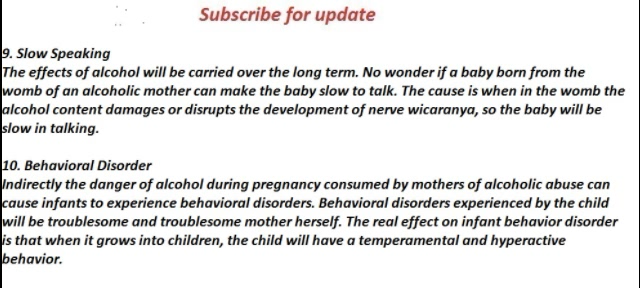 Subscribe for update
9. Slow Speaking
The effects of alcohol will be carried over the long term. No wonder if a baby born from the
womb of an alcoholic mother can make the baby slow to talk. The cause is when in the womb the
alcohol content damages or disrupts the development of nerve wicaranya, so the baby will be
slow in talking.
10. Behavioral Disorder
Indirectly the danger of alcohol during pregnancy consumed by mothers of alcoholic abuse can
cause infants to experience behavioral disorders. Behavioral disorders experienced by the child
will be troublesome and troublesome mother herself. The real effect on infant behavior disorder
is that when it grows into children, the child will have a temperamental and hyperactive
behavior.